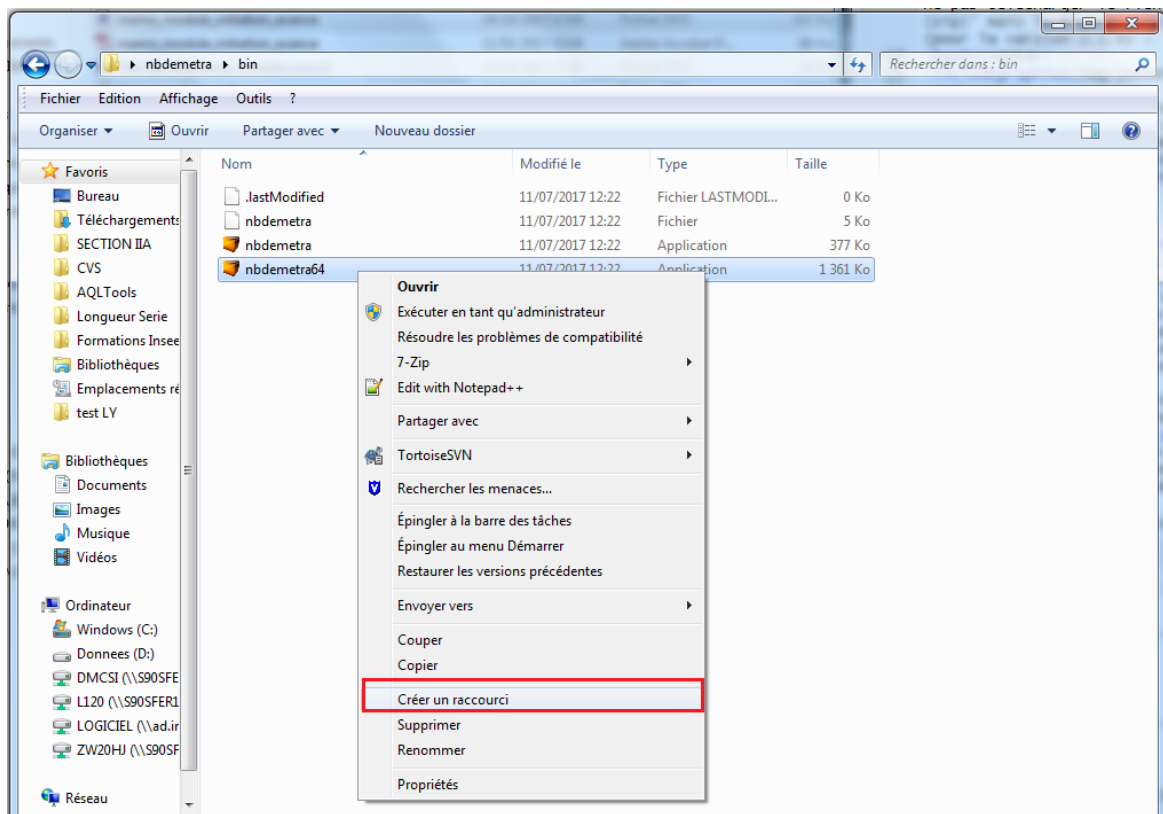 nbdemetra bin
Rechercher dans : bin
Fichier Edition Affichage Outils ?
Organiser Ouvrir Partager avec Nouveau dossier
Nom Modifié le Type Taille
.lastModified 11/07/2017 12:22 Fichier LASTMODI... 0 Ko
nbdemetra 11/07/2017 12:22 Fichier 5 Ko
nbdemetra 11/07/2017 12:22 Application 377 Ko
nbdemetra64 11/07/2017 12:22 Application 1 361 Ko
Favoris
Bureau
Téléchargements
SECTION IIA
CVS
AQLTools
Longueur Serie
Formations Insee
Bibliothèques
Emplacements ré
test LY
Bibliothèques
Documents
Images
Musique
Vidéos
Ordinateur
Windows (C:)
Donnees (D:)
DMCSI (\\S90SFE
L120 (\\S90SFER1
LOGICIEL (\\ad.ir
ZW20HJ (\\S90SF
Réseau
Ouvrir
Exécuter en tant qu'administrateur
Résoudre les problèmes de compatibilité
7-Zip
Edit with Notepad++
Partager avec
TortoiseSVN
Rechercher les menaces...
Épingler à la barre des tâches
Épingler au menu Démarrer
Restaurer les versions précédentes
Envoyer vers
Couper
Copier
Créer un raccourci
Supprimer
Renommer
Propriétés